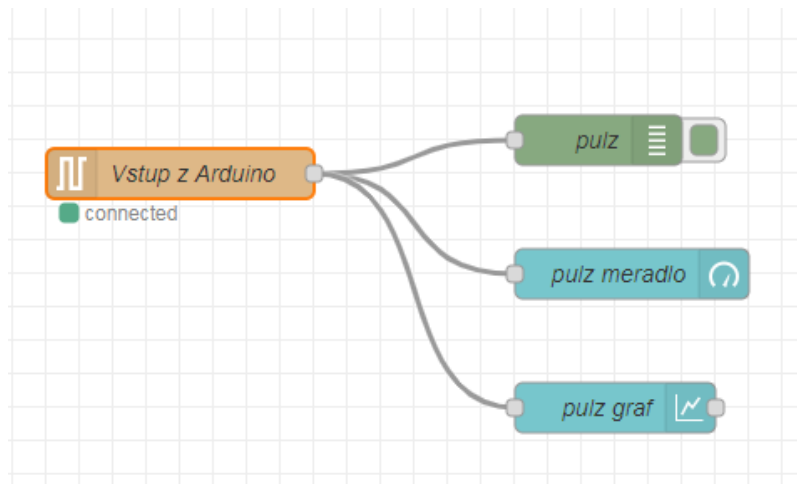 pulz
Vstup z Arduino
connected
pulz meradlo
pulz graf